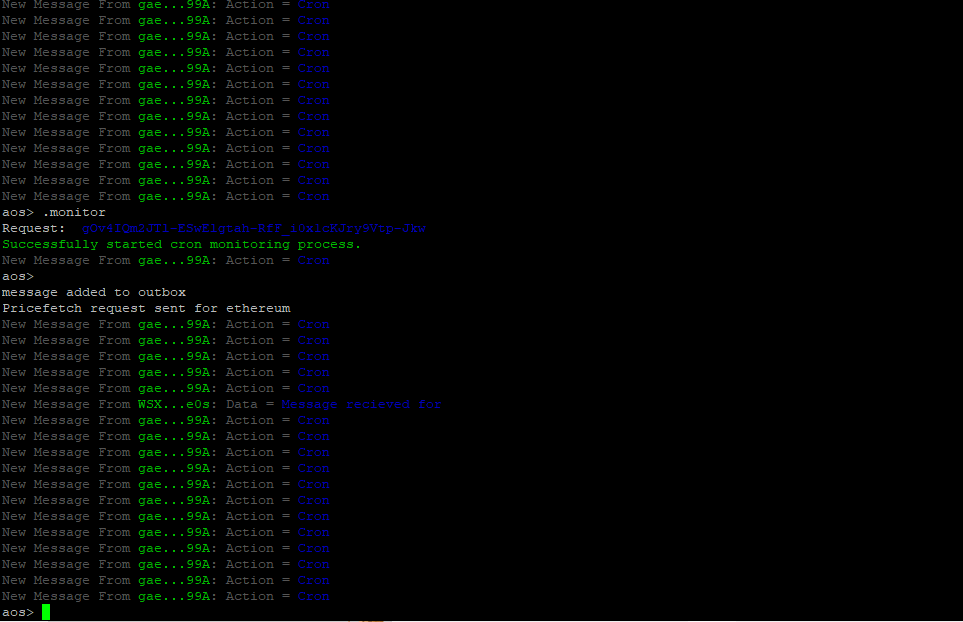 New Message From gae...99A: Action = Cron
New Message From gae...99A: Action = Cron
New Message From gae...99A: Action = Cron
New Message From gae...99A: Action = Cron
New Message From gae...99A: Action = Cron
New Message From gae...99A: Action = Cron
New Message From gae...99A: Action = Cron
New Message From gae...99A: Action = Cron
New Message From gae...99A: Action = Cron
New Message From gae...99A: Action = Cron
New Message From gae...99A: Action = Cron
New Message From gae...99A: Action = Cron
New Message From gae...99A: Action = Cron
aos> .monitor
Request:
Successfully started cron monitoring process.
New Message From gae...99A: Action = Cron
aos>
message added to outbox
Pricefetch request sent for ethereum
New Message From gae...99A: Action = Cron
New Message From gae...99A: Action = Cron
New Message From gae...99A: Action = Cron
New Message From gae...99A: Action = Cron
New Message From gae...99A: Action = Cron
New Message From WSX...e0s: Data = Message recieved for
New Message From gae...99A: Action = Cron
New Message From gae...99A: Action = Cron
New Message From gae...99A: Action = Cron
New Message From gae...99A: Action = Cron
New Message From gae...99A: Action = Cron
New Message From gae...99A: Action = Cron
New Message From gae...99A: Action = Cron
New Message From gae...99A: Action = Cron
New Message From gae...99A: Action = Cron
New Message From gae...99A: Action = Cron
New Message From gae...99A: Action = Cron
New Message From gae...99A: Action = Cron
aos>